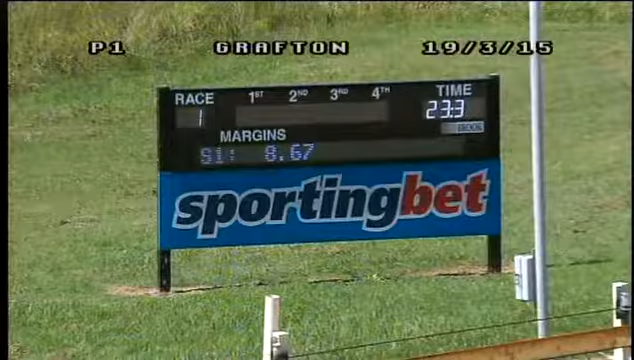 P1 GRAFTON 19/3/15
RACE 1ST 2ND 3RD 4TH TIME
1 23:3
MARGINS
S1: 8.67
sportingbet